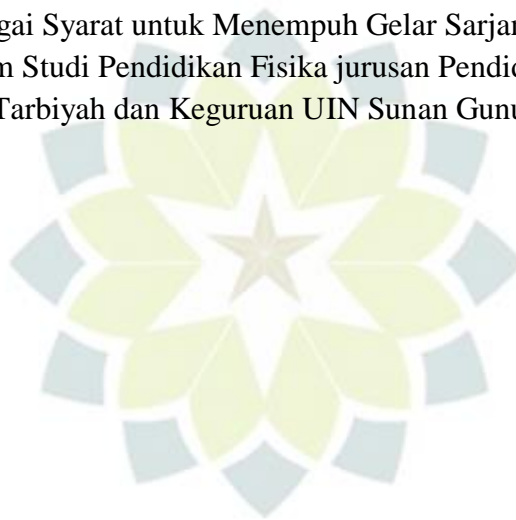 gai Syarat untuk Menempuh Gelar Sarjan
m Studi Pendidikan Fisika jurusan Pendid
Tarbiyah dan Keguruan UIN Sunan Gunu